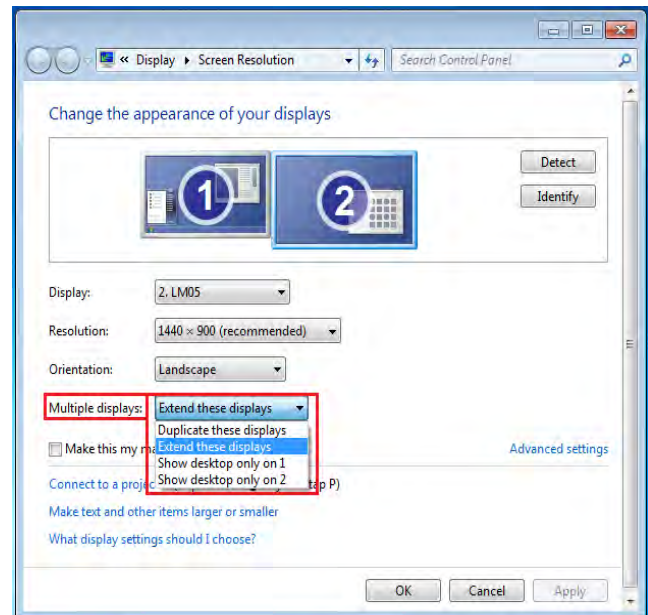 « Display ▸ Screen Resolution
Search Control Panel
Change the appearance of your displays
1
2
Detect
Identify
Display: 2. LM05
Resolution: 1440 × 900 (recommended)
Orientation: Landscape
Multiple displays: Extend these displays
Duplicate these displays
Make this my Extend these displays
Advanced settings
Show desktop only on 1
Connect to a Show desktop only on 2 tap P)
Make text and other items larger or smaller
What display settings should I choose?
OK Cancel Apply